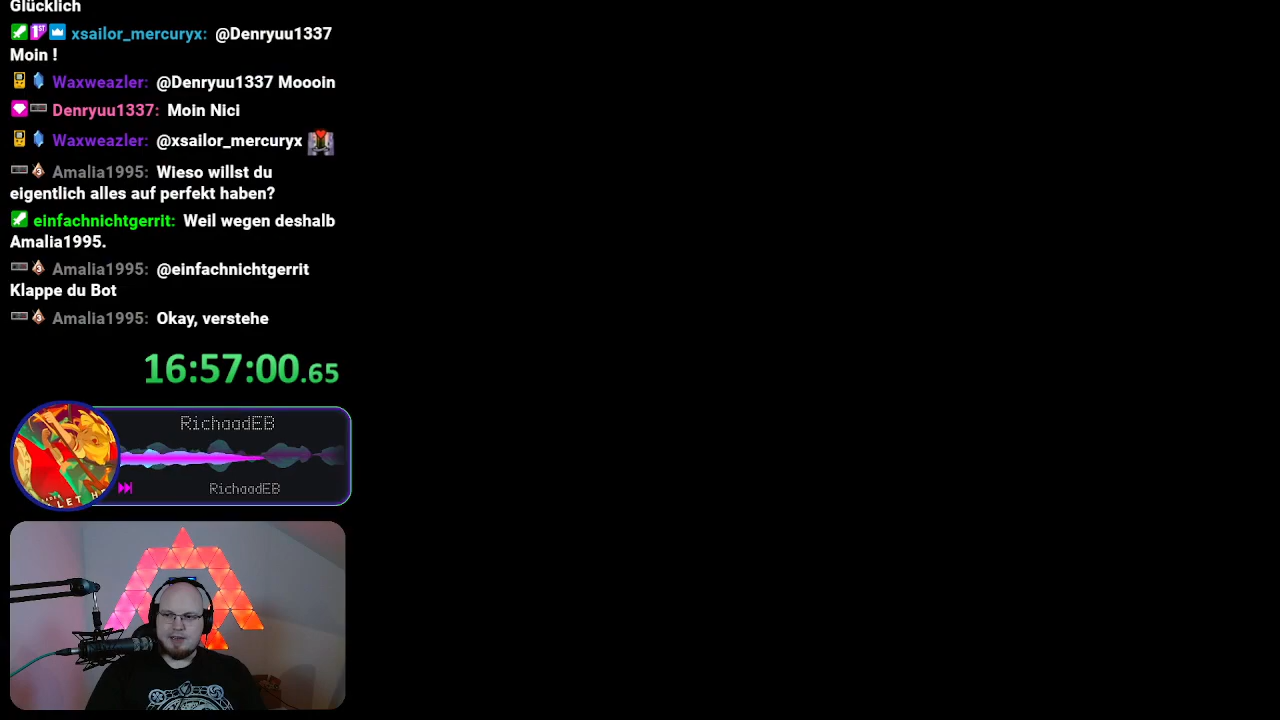 Glücklich
xsailor_mercuryx: @Denryuu1337
Moin !
Waxweazler: @Denryuu1337 Moooin
Denryuu1337: Moin Nici
Waxweazler: @xsailor_mercuryx
Amalia1995: Wieso willst du
eigentlich alles auf perfekt haben?
einfachnichtgerrit: Weil wegen deshalb
Amalia1995.
Amalia1995: @einfachnichtgerrit
Klappe du Bot
Amalia1995: Okay, verstehe
16:57:00.65
RichaadEB
RichaadEB